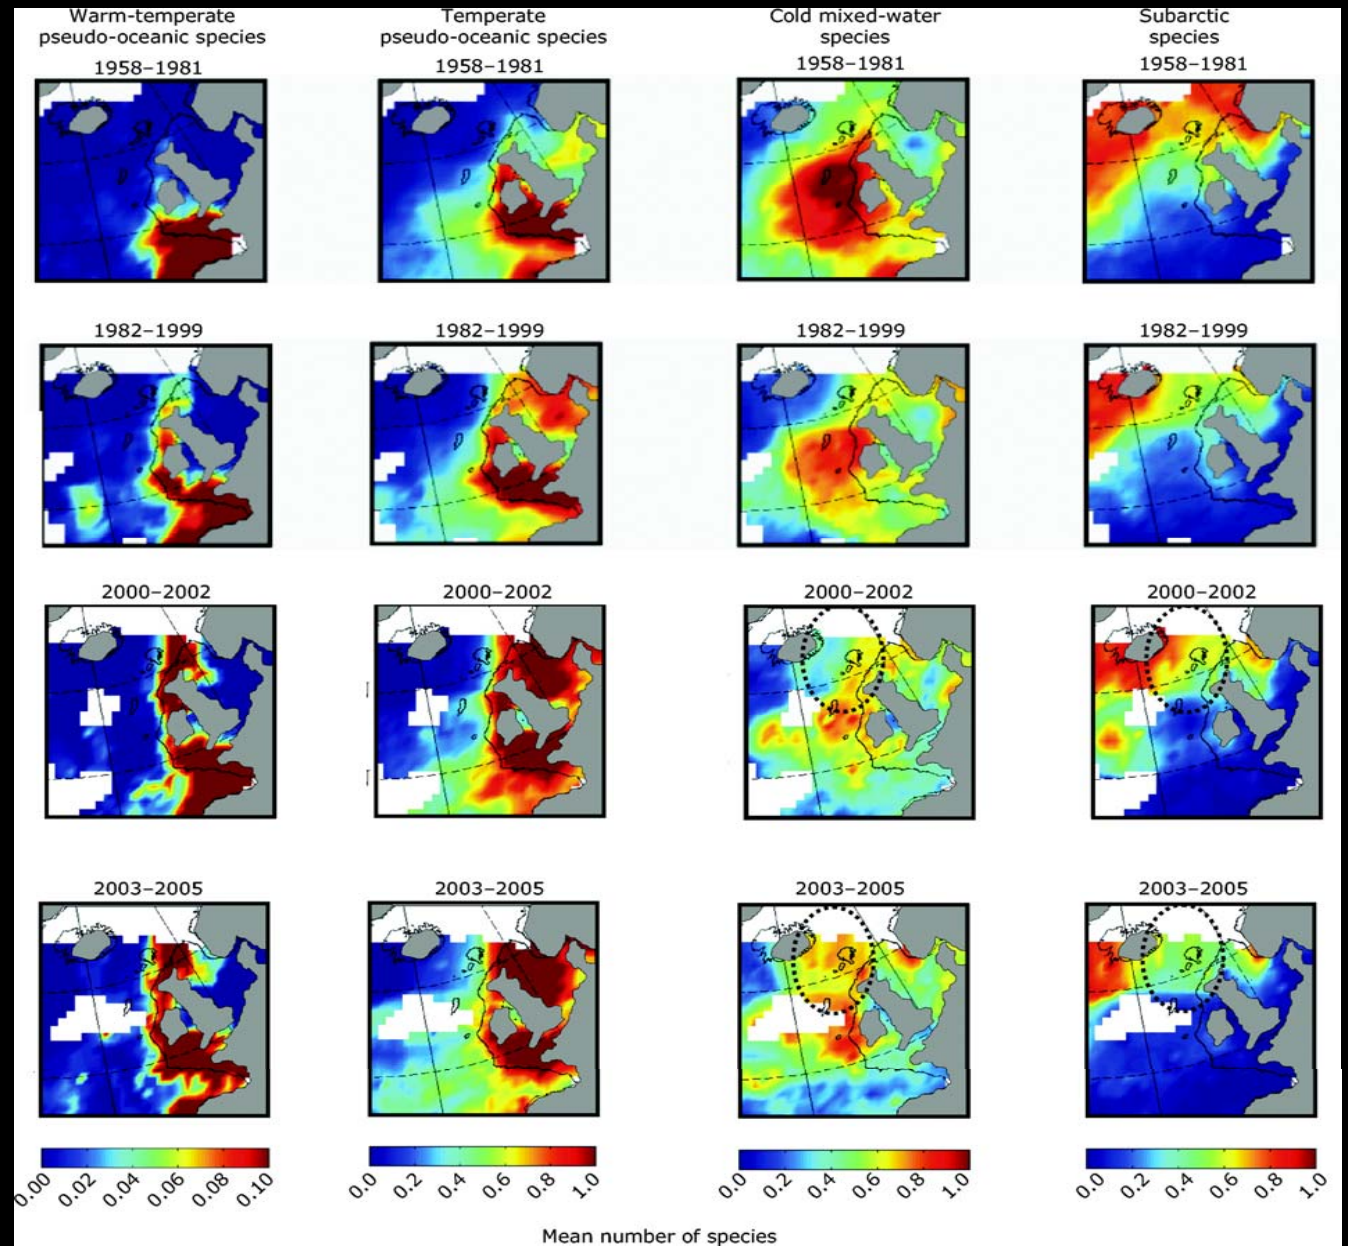 Warm-temperate
pseudo-oceanic species
Temperate
pseudo-oceanic species
Cold mixed-water
species
Subarctic
species
1958–1981
1958–1981
1958–1981
1958–1981
1982–1999
1982–1999
1982–1999
1982–1999
2000–2002
2000–2002
2000–2002
2000–2002
2003–2005
2003–2005
2003–2005
2003–2005
0.00 0.02 0.04 0.06 0.08 0.10
0.0 0.2 0.4 0.6 0.8 1.0
0.0 0.2 0.4 0.6 0.8 1.0
0.0 0.2 0.4 0.6 0.8 1.0
Mean number of species